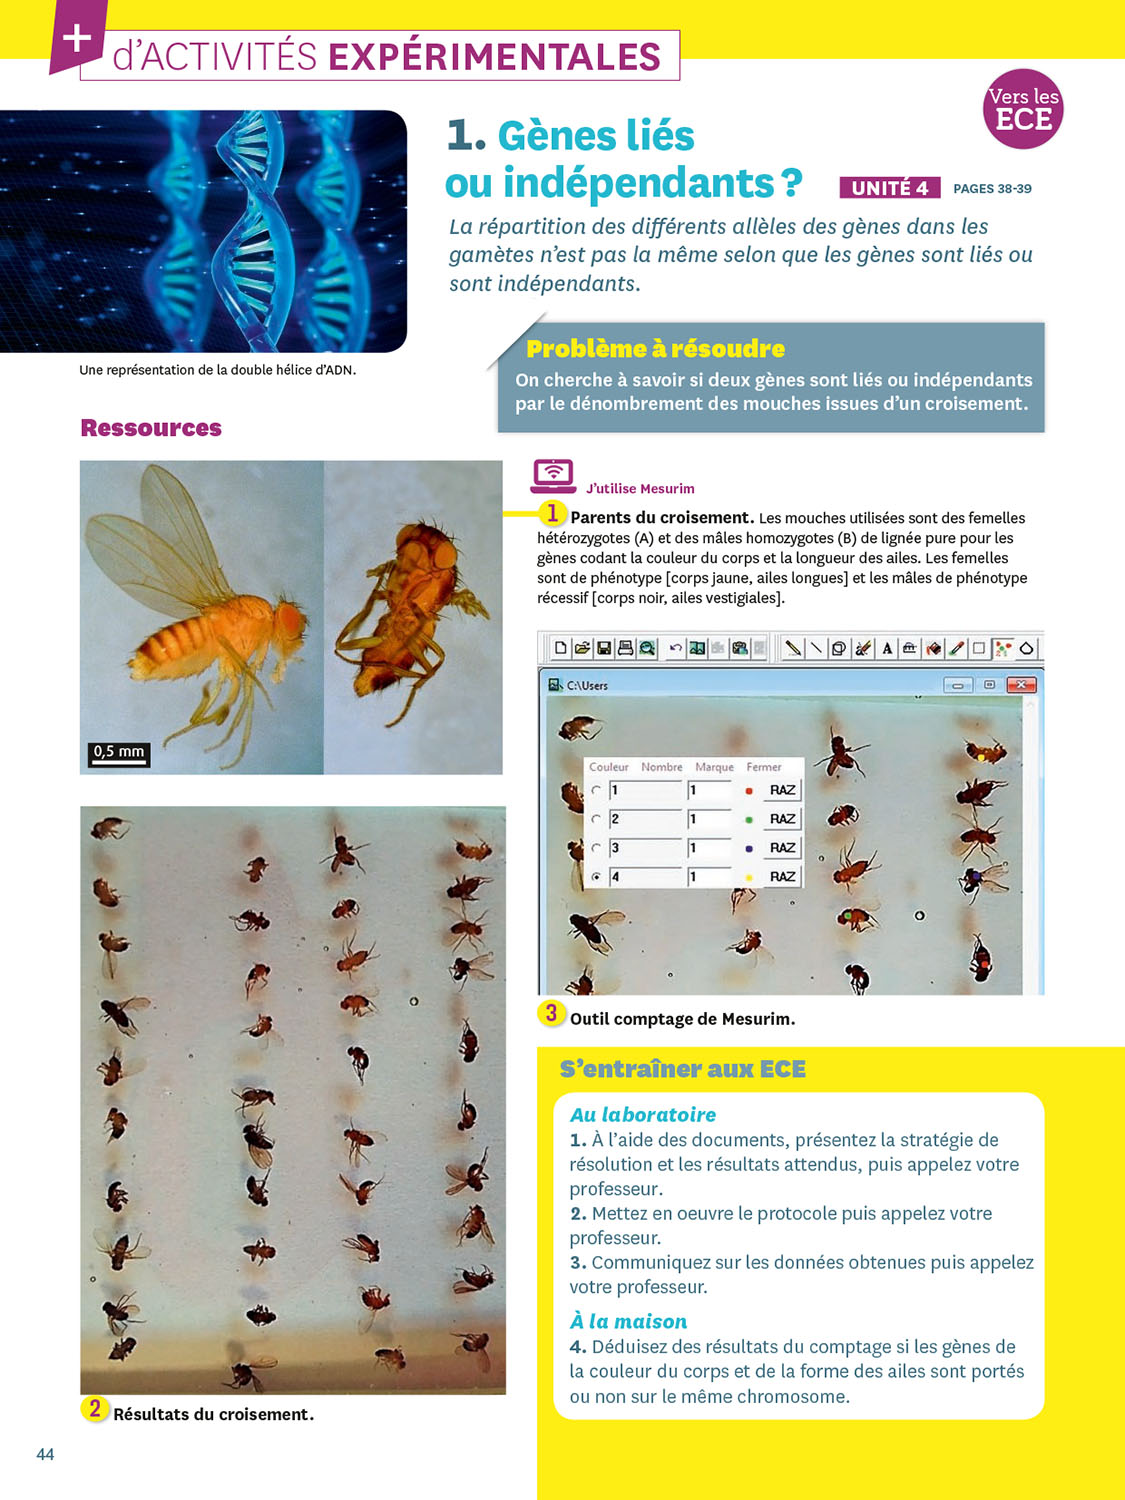 +
d'ACTIVITÉS EXPÉRIMENTALES
Vers les
ECE
1. Gènes liés
ou indépendants ?
UNITÉ 4 PAGES 38-39
La répartition des différents allèles des gènes dans les
gamètes n'est pas la même selon que les gènes sont liés ou
sont indépendants.
Une représentation de la double hélice d'ADN.
Problème à résoudre
On cherche à savoir si deux gènes sont liés ou indépendants
par le dénombrement des mouches issues d'un croisement.
Ressources
0,5 mm
J'utilise Mesurim
1 Parents du croisement. Les mouches utilisées sont des femelles
hétérozygotes (A) et des mâles homozygotes (B) de lignée pure pour les
gènes codant la couleur du corps et la longueur des ailes. Les femelles
sont de phénotype [corps jaune, ailes longues] et les mâles de phénotype
récessif [corps noir, ailes vestigiales].
A
C:\Users
Couleur Nombre Marque Fermer
1 1 RAZ
2 1 RAZ
3 1 RAZ
4 1 RAZ
3 Outil comptage de Mesurim.
2 Résultats du croisement.
S'entraîner aux ECE
Au laboratoire
1. À l'aide des documents, présentez la stratégie de
résolution et les résultats attendus, puis appelez votre
professeur.
2. Mettez en oeuvre le protocole puis appelez votre
professeur.
3. Communiquez sur les données obtenues puis appelez
votre professeur.
À la maison
4. Déduisez des résultats du comptage si les gènes de
la couleur du corps et de la forme des ailes sont portés
ou non sur le même chromosome.
44